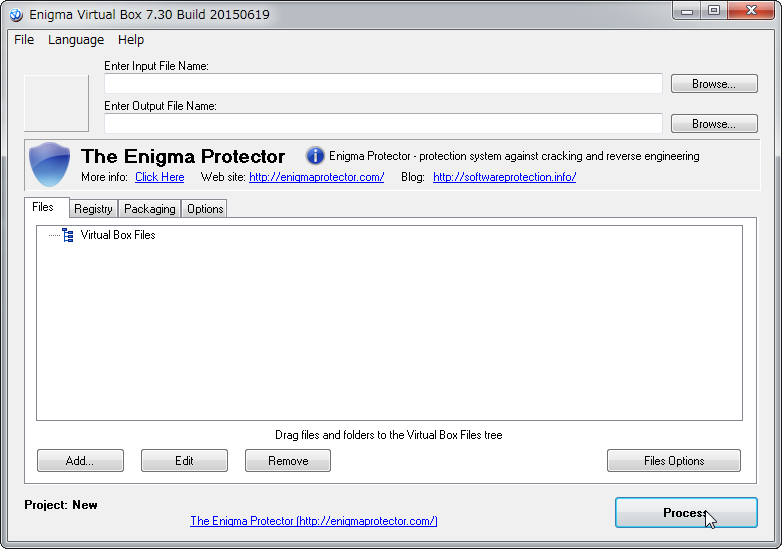 Enigma Virtual Box 7.30 Build 20150619
File Language Help
Enter Input File Name:
Browse...
Enter Output File Name:
Browse...
The Enigma Protector Enigma Protector - protection system against cracking and reverse engineering
More info: Click Here Web site: http://enigmaprotector.com/ Blog: http://softwareprotection.info/
Files Registry Packaging Options
Virtual Box Files
Drag files and folders to the Virtual Box Files tree
Add... Edit Remove Files Options
Project: New
Process
The Enigma Protector (http://enigmaprotector.com/)